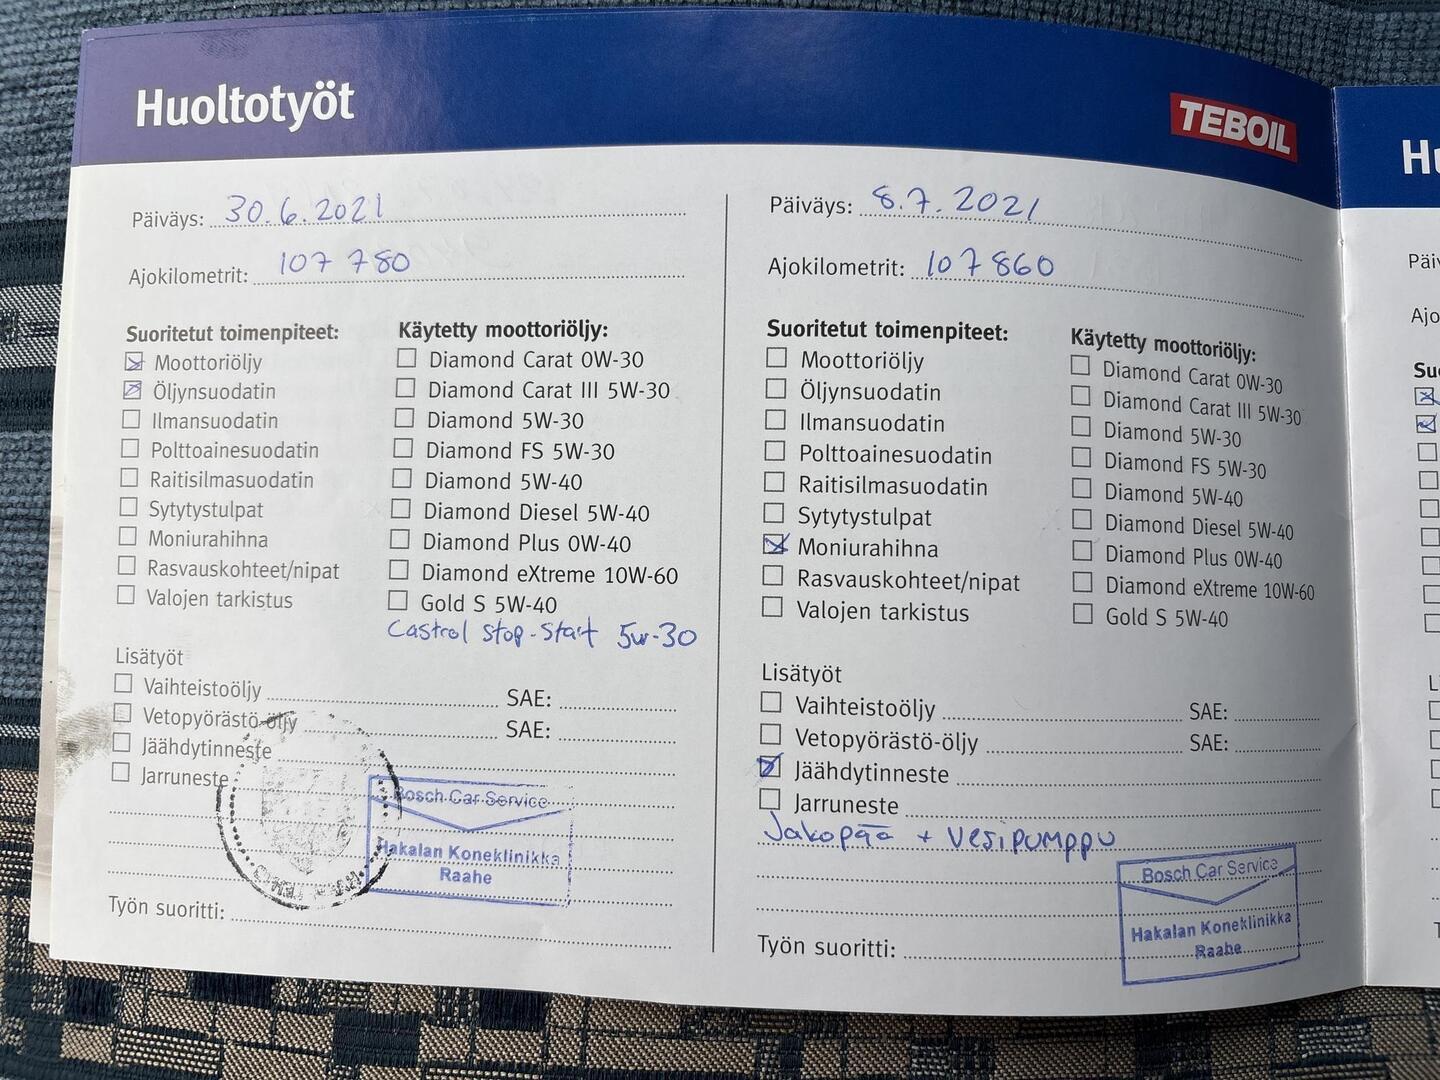 Huoltotyöt
TEBOIL
Päiväys: 30.6.2021
Ajokilometrit: 107 780
Suoritetut toimenpiteet:
Moottoriöljy
Öljynsuodatin
Ilmansuodatin
Polttoainesuodatin
Raitisilmasuodatin
Sytytystulpat
Moniurahihna
Rasvauskohteet/nipat
Valojen tarkistus
Käytetty moottoriöljy:
Diamond Carat 0W-30
Diamond Carat III 5W-30
Diamond 5W-30
Diamond FS 5W-30
Diamond 5W-40
Diamond Diesel 5W-40
Diamond Plus 0W-40
Diamond eXtreme 10W-60
Gold S 5W-40
Castrol Stop-Start 5w-30
Lisätyöt
Vaihteistoöljy SAE:
Vetopyörästö-öljy SAE:
Jäähdytinneste
Jarruneste
Bosch Car Service
Hakalan Koneklinikka
Raahe
Työn suoritti:
Päiväys: 8.7.2021
Ajokilometrit: 107860
Suoritetut toimenpiteet:
Moottoriöljy
Öljynsuodatin
Ilmansuodatin
Polttoainesuodatin
Raitisilmasuodatin
Sytytystulpat
Moniurahihna
Rasvauskohteet/nipat
Valojen tarkistus
Käytetty moottoriöljy:
Diamond Carat 0W-30
Diamond Carat III 5W-30
Diamond 5W-30
Diamond FS 5W-30
Diamond 5W-40
Diamond Diesel 5W-40
Diamond Plus 0W-40
Diamond eXtreme 10W-60
Gold S 5W-40
Lisätyöt
Vaihteistoöljy SAE:
Vetopyörästö-öljy SAE:
Jäähdytinneste
Jarruneste
Jakopää + Vesipumppu
Bosch Car Service
Hakalan Koneklinikka
Raahe
Työn suoritti: